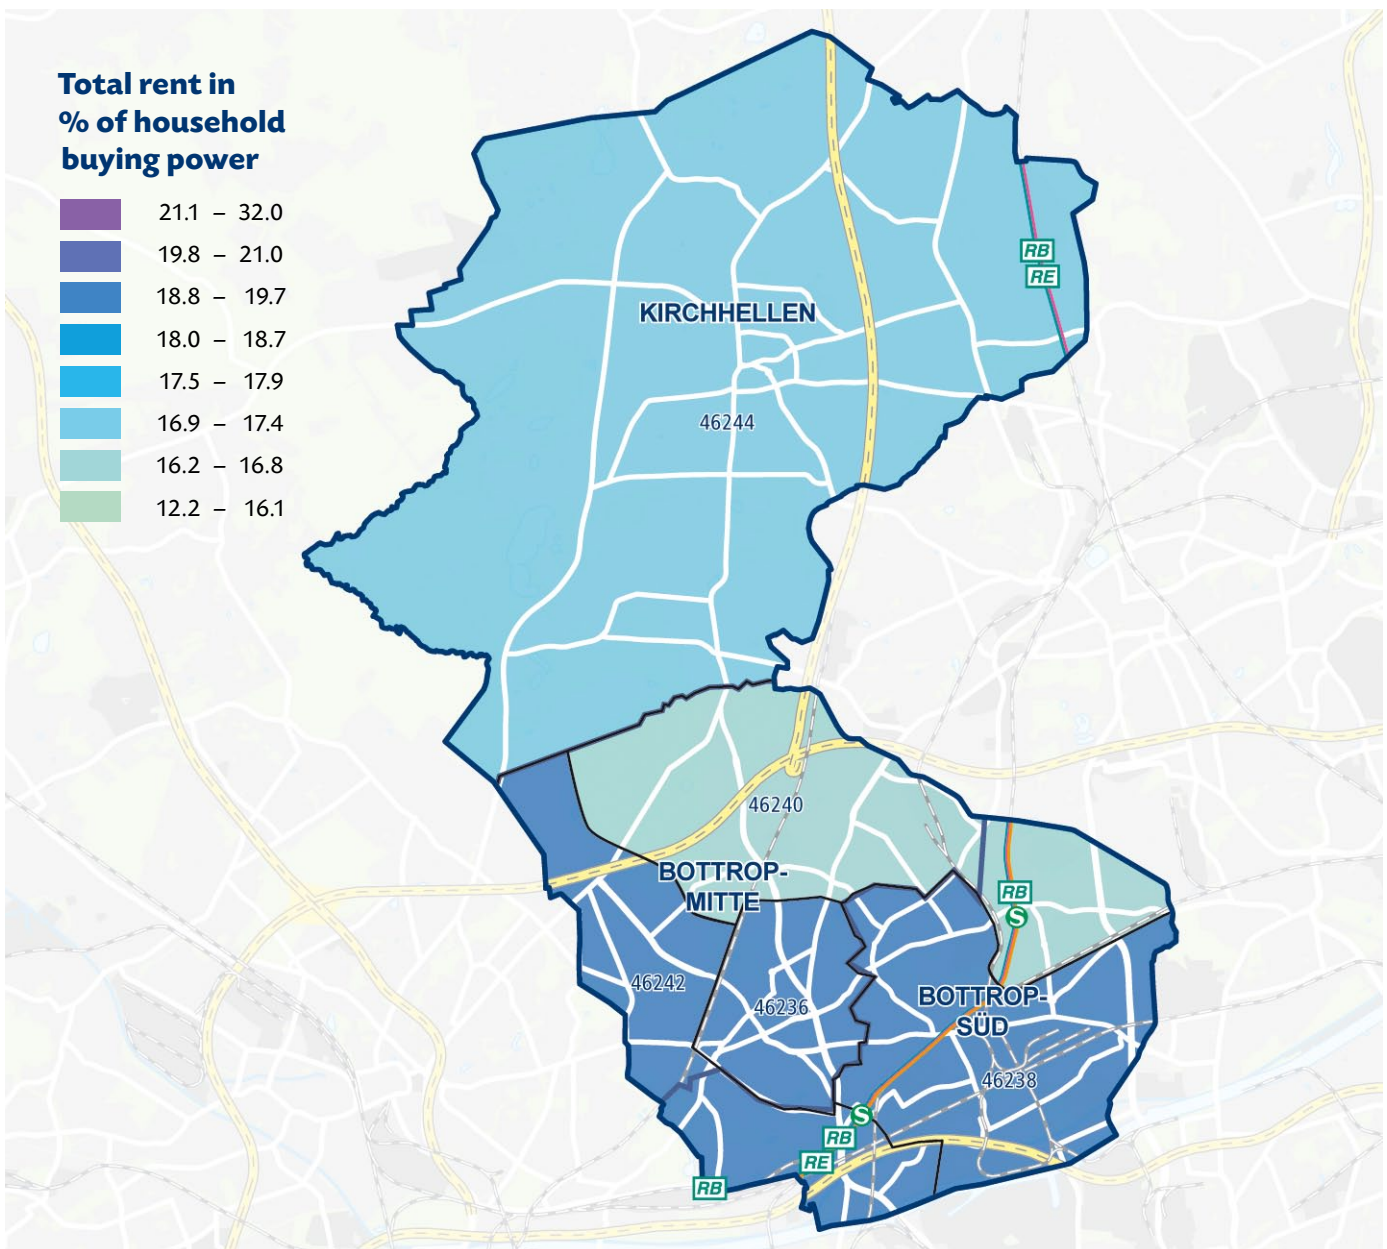 Total rent in
% of household
buying power
21.1 – 32.0
19.8 – 21.0
18.8 – 19.7
18.0 – 18.7
17.5 – 17.9
16.9 – 17.4
16.2 – 16.8
12.2 – 16.1
RB
RE
KIRCHHELLEN
46244
46240
BOTTROP-
MITTE
RB
S
46242
46236
BOTTROP-
SÜD
46238
S
RB
RE
RB